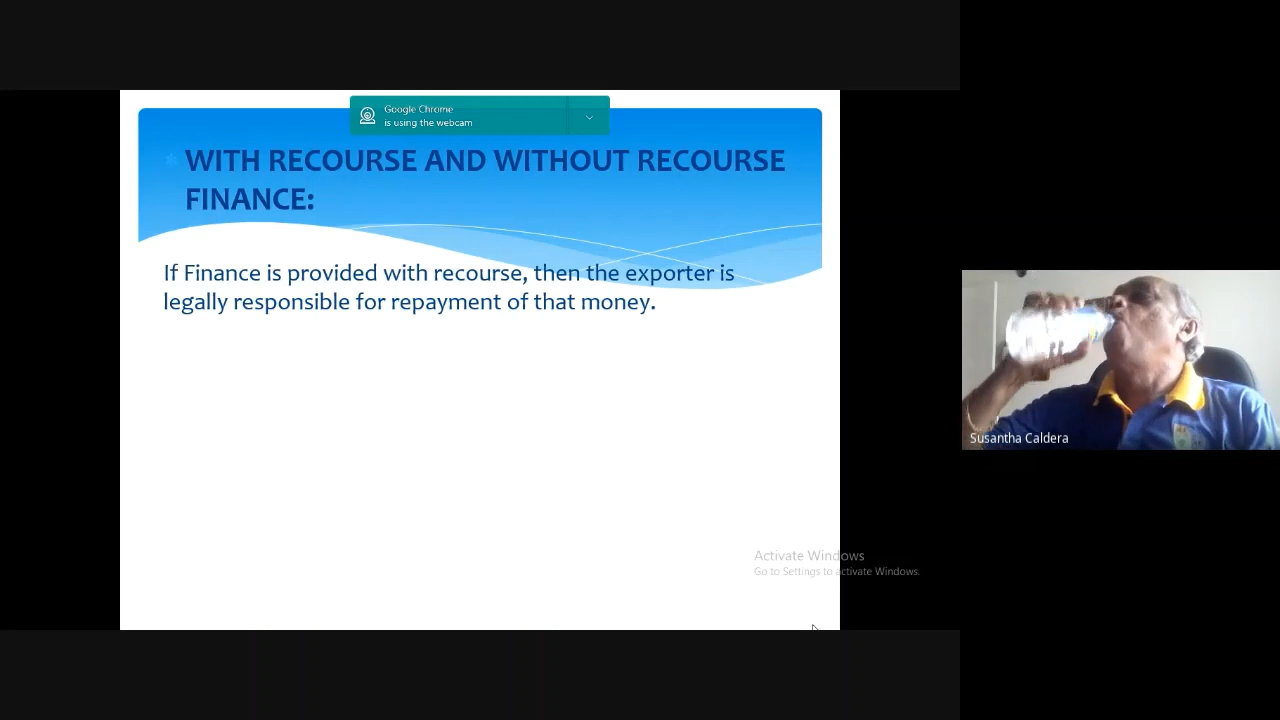 Google Chrome
is using the webcam
WITH RECOURSE AND WITHOUT RECOURSE
FINANCE:
If Finance is provided with recourse, then the exporter is
legally responsible for repayment of that money.
Susantha Caldera
Activate Windows
Go to Settings to activate Windows.